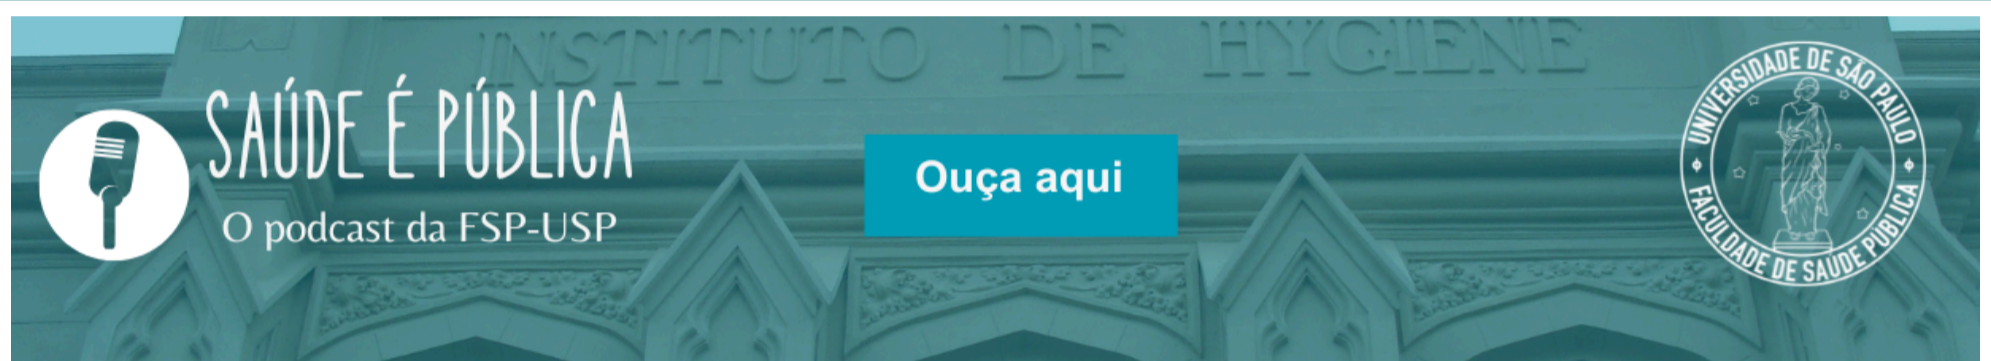 INSTITUTO DE HYGIENE
SAÚDE É PÚBLICA
O podcast da FSP-USP
Ouça aqui
UNIVERSIDADE DE SÃO PAULO
FACULDADE DE SAÚDE PÚBLICA